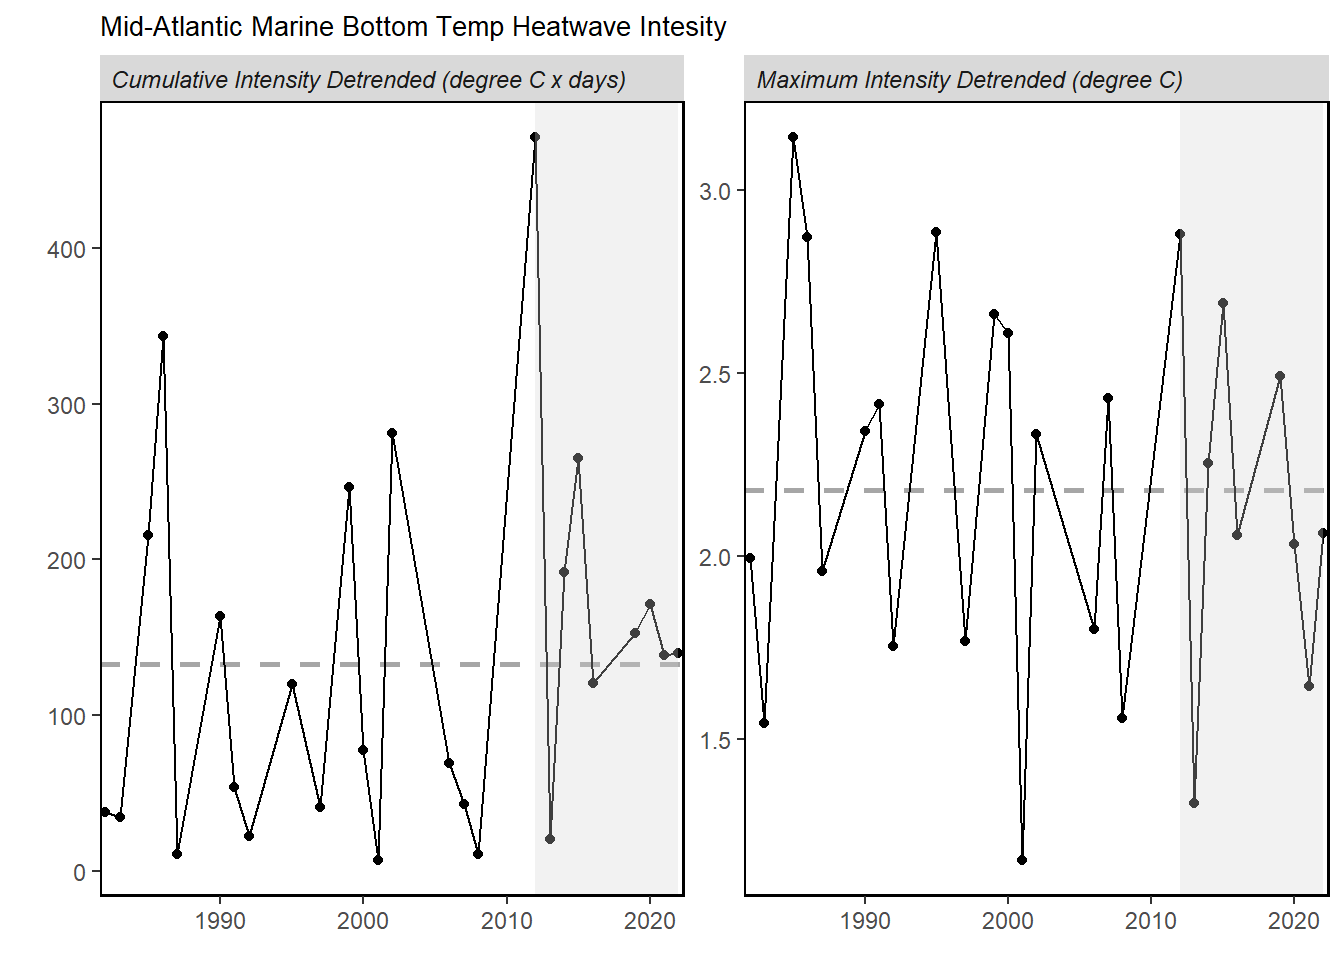 Mid-Atlantic Marine Bottom Temp Heatwave Intesity
Cumulative Intensity Detrended (degree C x days)
400
300
200
100
0
1990 2000 2010 2020
Maximum Intensity Detrended (degree C)
3.0
2.5
2.0
1.5
1990 2000 2010 2020